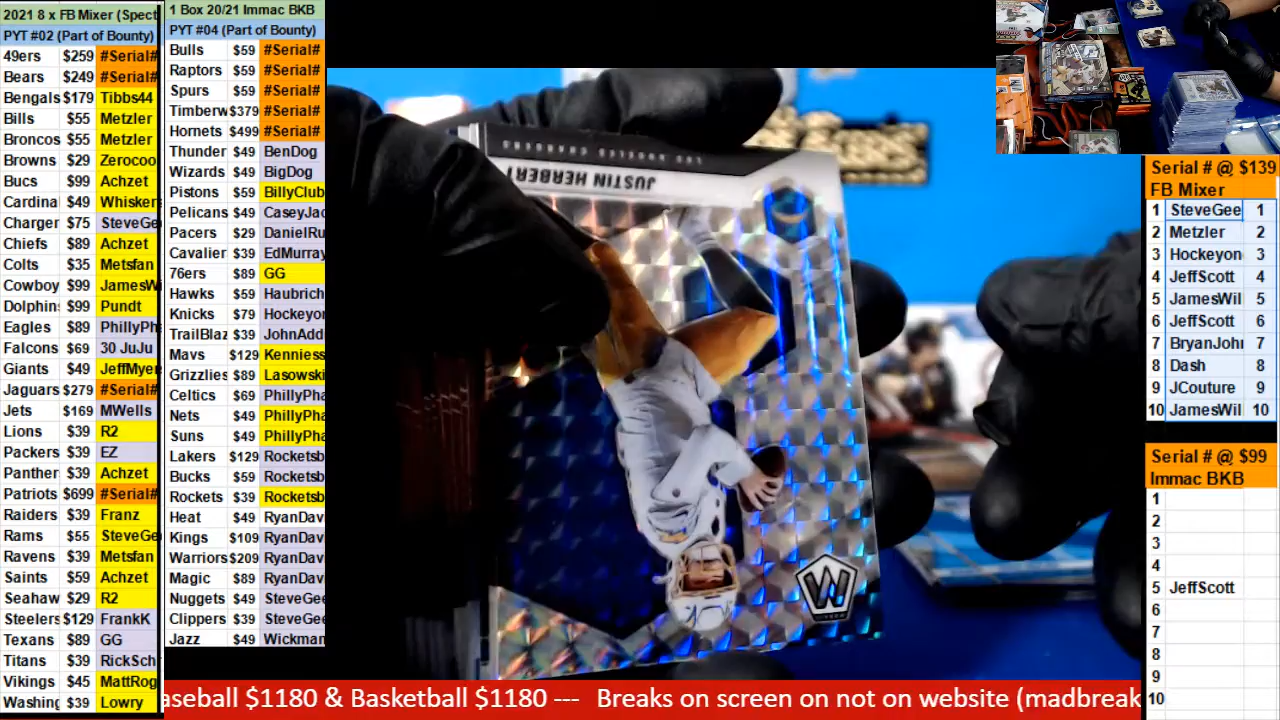 2021 8 x FB Mixer (Spect
PYT #02 (Part of Bounty)
49ers $259 #Serial#
Bears $249 #Serial#
Bengals $179 Tibbs44
Bills $55 Metzler
Broncos $55 Metzler
Browns $29 Zerocoo
Bucs $99 Achzet
Cardina $49 Whisker
Charger $75 SteveGe
Chiefs $89 Achzet
Colts $35 Metsfan
Cowboy $99 JamesWi
Dolphin $99 Pundt
Eagles $89 PhillyPh
Falcons $69 30 JuJu
Giants $49 JeffMyer
Jaguars $279 #Serial#
Jets $169 MWells
Lions $39 R2
Packers $39 EZ
Panther $39 Achzet
Patriots $699 #Serial#
Raiders $39 Franz
Rams $55 SteveGe
Ravens $39 Metsfan
Saints $59 Achzet
Seahaw $29 R2
Steelers $129 FrankK
Texans $89 GG
Titans $39 RickSch
Vikings $45 MattRog
Washing $39 Lowry
1 Box 20/21 Immac BKB
PYT #04 (Part of Bounty)
Bulls $59 #Serial#
Raptors $59 #Serial#
Spurs $59 #Serial#
Timberw $379 #Serial#
Hornets $499 #Serial#
Thunder $49 BenDog
Wizards $49 BigDog
Pistons $59 BillyClub
Pelicans $49 CaseyJac
Pacers $29 DanielRu
Cavalier $39 EdMurray
76ers $89 GG
Hawks $59 Haubrich
Knicks $79 Hockeyor
TrailBlaz $39 JohnAdd
Mavs $129 Kenniess
Grizzlies $89 Lasowski
Celtics $69 PhillyPha
Nets $49 PhillyPha
Suns $49 PhillyPha
Lakers $129 Rocketsb
Bucks $59 Rocketsb
Rockets $39 Rocketsb
Heat $49 RyanDav
Kings $109 RyanDav
Warriors $209 RyanDav
Magic $89 RyanDav
Nuggets $49 SteveGee
Clippers $39 SteveGee
Jazz $49 Wickman
LOS ANGELES CHARGERS
JUSTIN HERBERT
W
Serial # @ $139
FB Mixer
1 SteveGee 1
2 Metzler 2
3 Hockeyon 3
4 JeffScott 4
5 JamesWil 5
6 JeffScott 6
7 BryanJohn 7
8 Dash 8
9 JCouture 9
10 JamesWil 10
Serial # @ $99
Immac BKB
1
2
3
4
5 JeffScott
6
7
8
9
10
aseball $1180 & Basketball $1180 --- Breaks on screen on not on website (madbreak